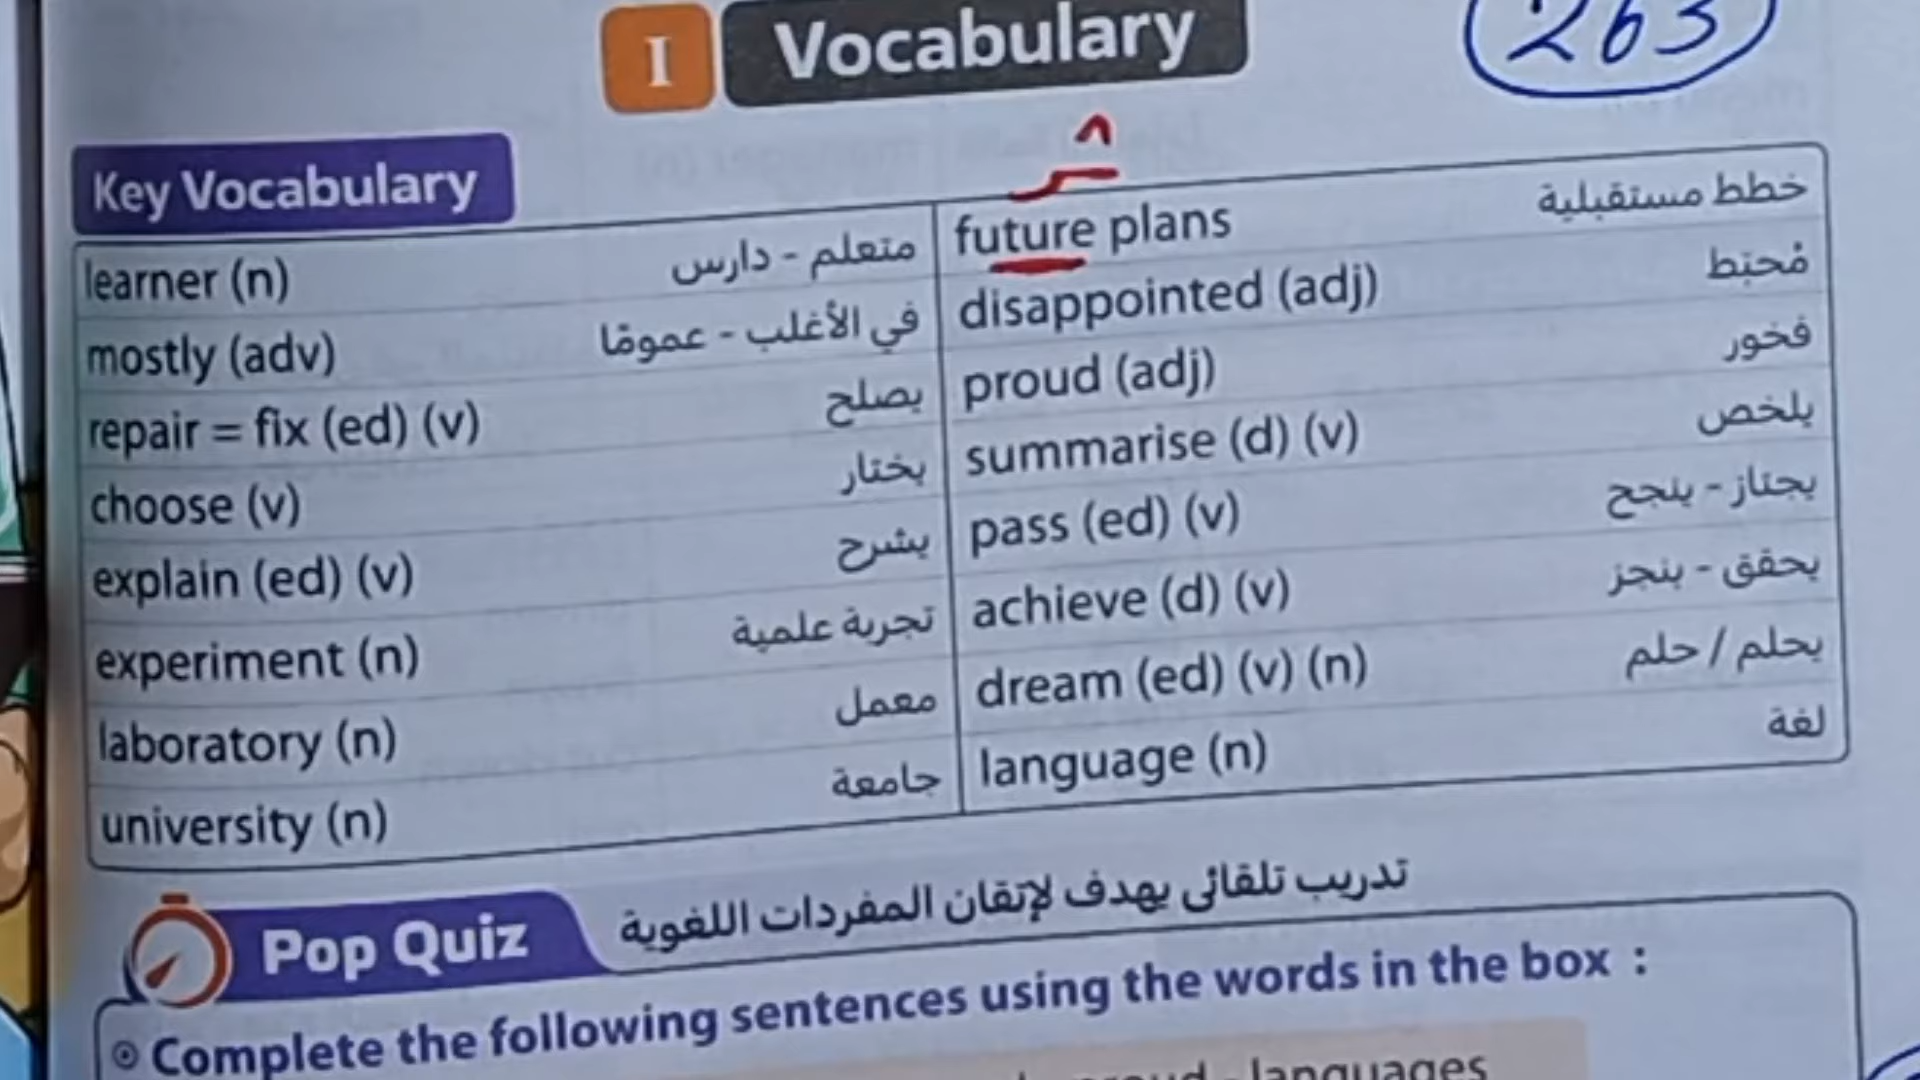 I Vocabulary
263
Key Vocabulary
learner (n) متعلم - دارس
mostly (adv) في الأغلب - عمومًا
repair = fix (ed) (v) يصلح
choose (v) يختار
explain (ed) (v) يشرح
experiment (n) تجربة علمية
laboratory (n) معمل
university (n) جامعة
future plans خطط مستقبلية
disappointed (adj) مُحبَط
proud (adj) فخور
summarise (d) (v) يلخص
pass (ed) (v) يجتاز - ينجح
achieve (d) (v) يحقق - ينجز
dream (ed) (v) (n) يحلم / حلم
language (n) لغة
Pop Quiz تدريب تلقائى يهدف لإتقان المفردات اللغوية
Complete the following sentences using the words in the box :
proud - languages